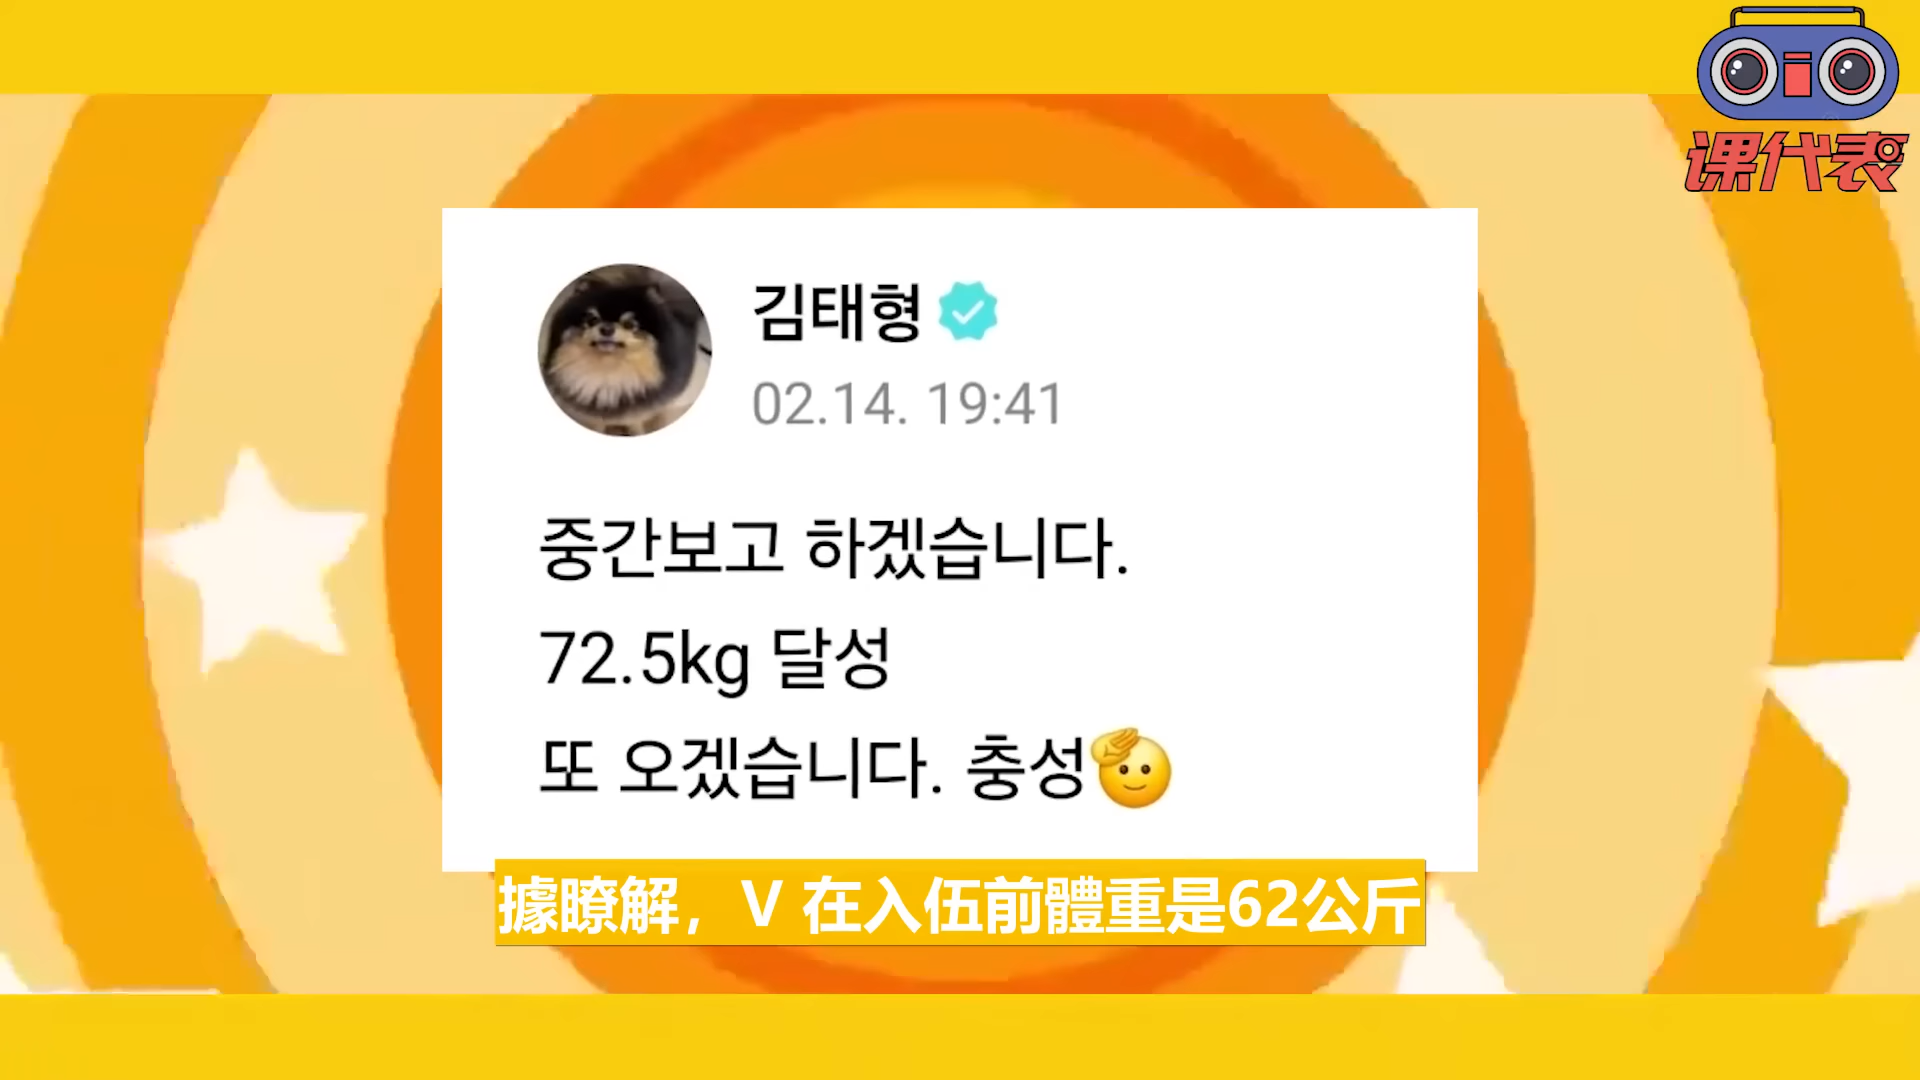 课代表
김태형
02.14. 19:41
중간보고 하겠습니다.
72.5kg 달성
또 오겠습니다. 충성🫡
據瞭解，V 在入伍前體重是62公斤